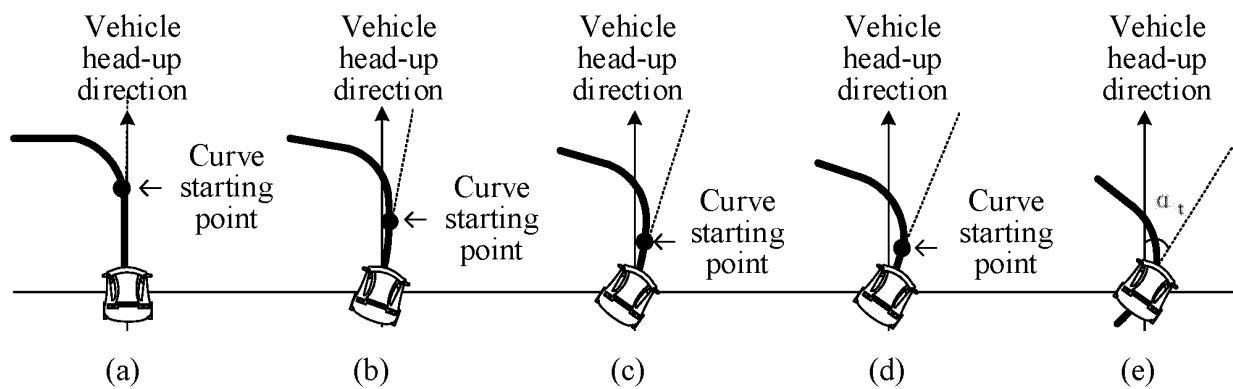 Vehicle
head-up
direction
Curve
starting
point
(a)
Vehicle
head-up
direction
Curve
starting
point
(b)
Vehicle
head-up
direction
Curve
starting
point
(c)
Vehicle
head-up
direction
Curve
starting
point
(d)
Vehicle
head-up
direction
α t
(e)